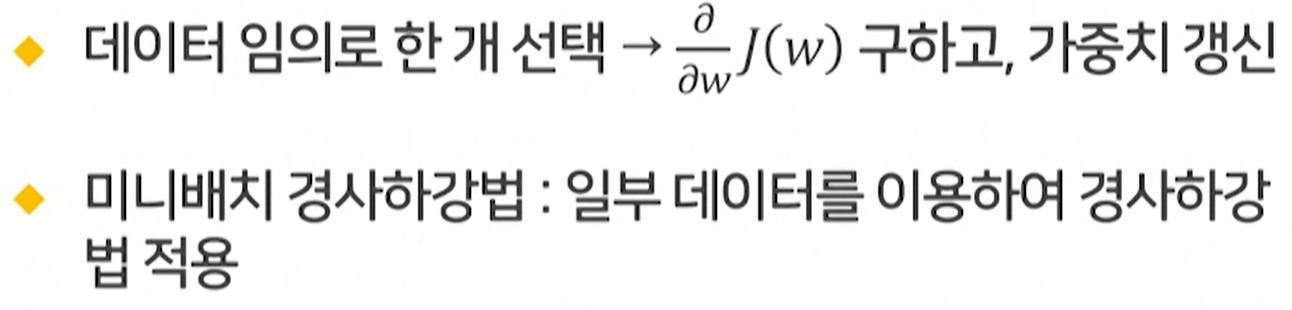 ◆ 데이터 임의로 한 개 선택 → ∂/∂w J(w) 구하고, 가중치 갱신
◆ 미니배치 경사하강법 : 일부 데이터를 이용하여 경사하강
법 적용